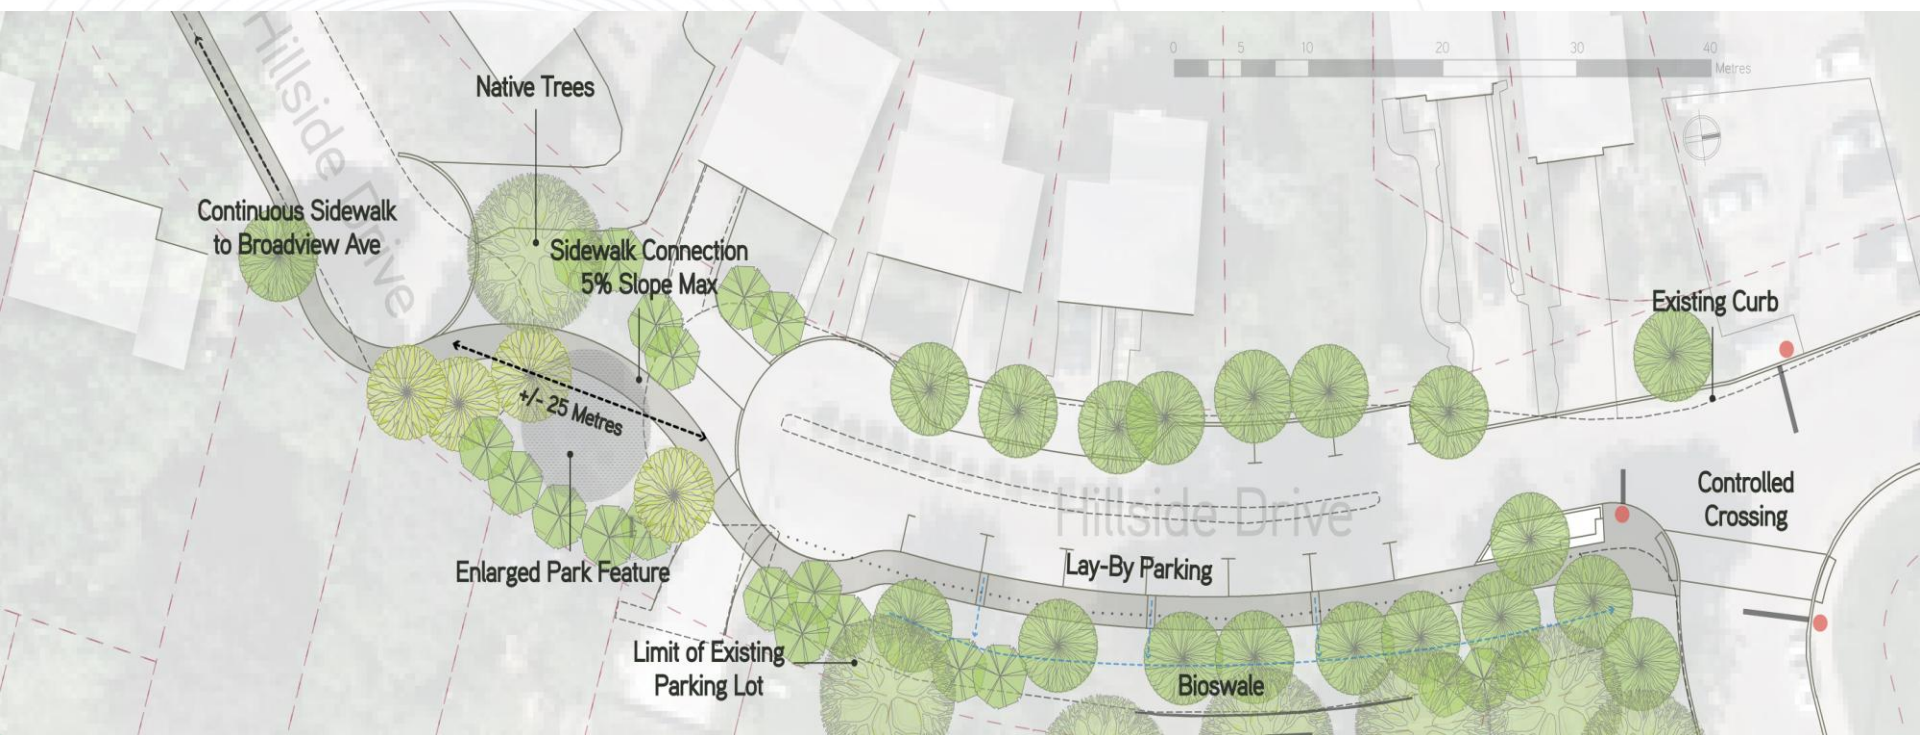 0 5 10 20 30 40
Metres
Hillside Drive
Native Trees
Continuous Sidewalk
to Broadview Ave
Sidewalk Connection
5% Slope Max
Existing Curb
+/- 25 Metres
Hillside Drive
Controlled
Crossing
Enlarged Park Feature
Lay-By Parking
Limit of Existing
Parking Lot
Bioswale